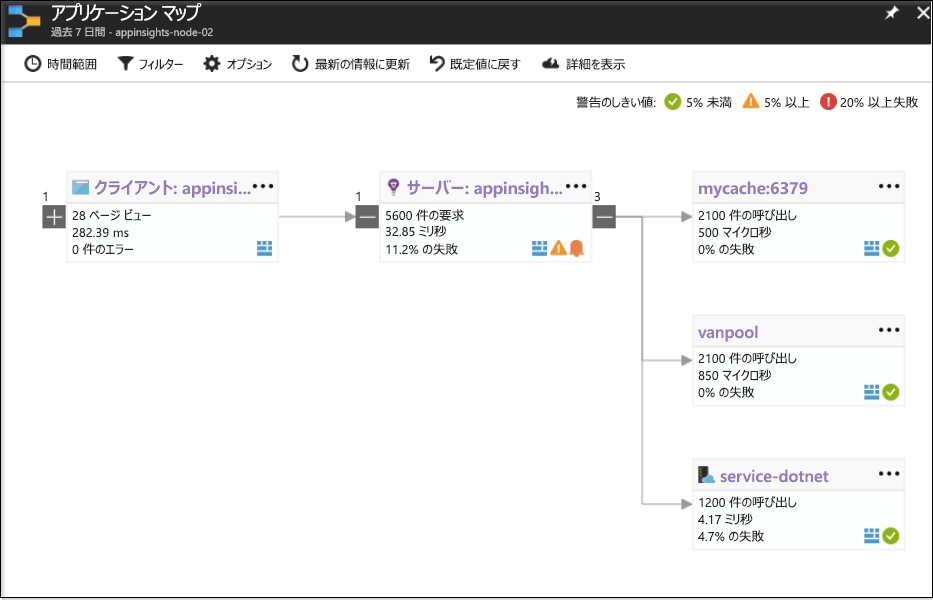 アプリケーション マップ
過去 7 日間 - appinsights-node-02
時間範囲 フィルター オプション 最新の情報に更新 既定値に戻す 詳細を表示
警告のしきい値: 5% 未満 5% 以上 20% 以上失敗
1
クライアント: appinsi...
28 ページ ビュー
282.39 ms
0 件のエラー
1
サーバー: appinsigh...
5600 件の要求
32.85 ミリ秒
11.2% の失敗
3
mycache:6379
2100 件の呼び出し
500 マイクロ秒
0% の失敗
vanpool
2100 件の呼び出し
850 マイクロ秒
0% の失敗
service-dotnet
1200 件の呼び出し
4.17 ミリ秒
4.7% の失敗